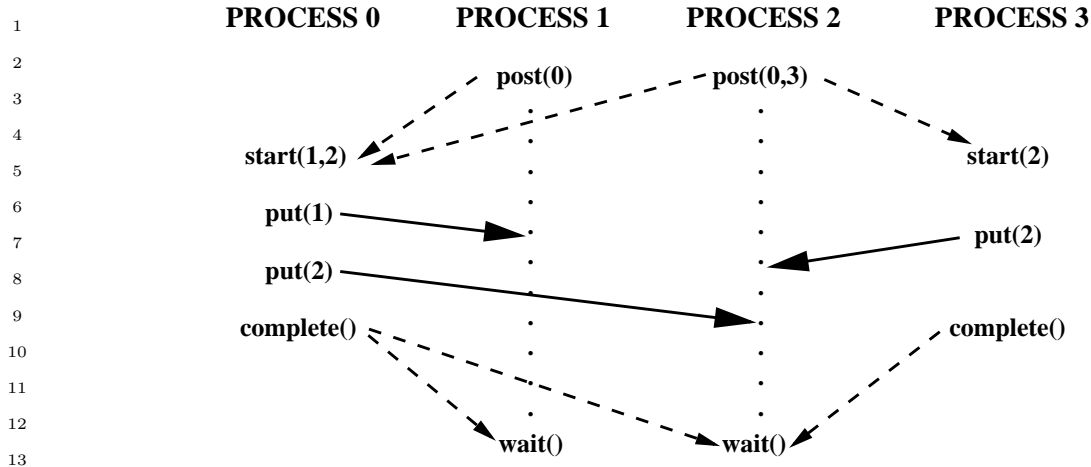 1
PROCESS 0 PROCESS 1 PROCESS 2 PROCESS 3
2
post(0) post(0,3)
3
4
start(1,2) start(2)
5
6
put(1)
7
put(2)
put(2)
8
9
complete() complete()
10
11
12
wait() wait()
13